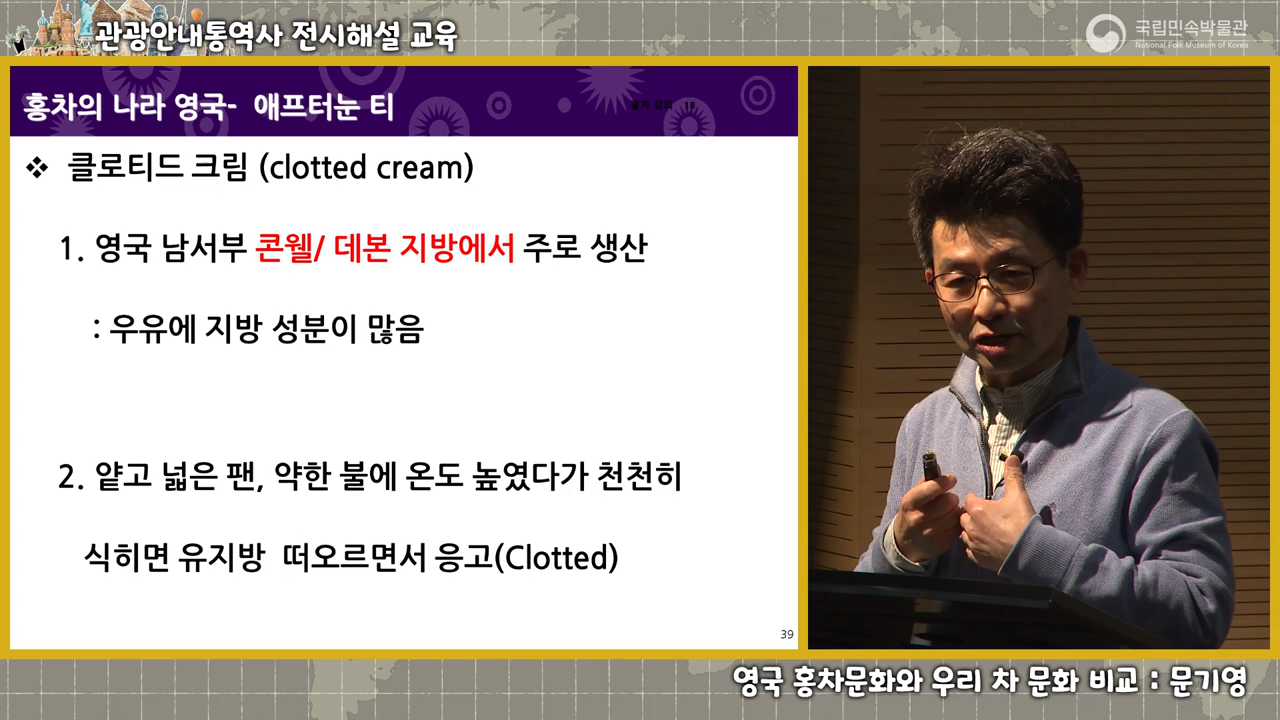 관광안내통역사 전시해설 교육
국립민속박물관
National Folk Museum of Korea
홍차의 나라 영국- 애프터눈 티
홍차 강의 18
❖ 클로티드 크림 (clotted cream)
1. 영국 남서부 콘웰/ 데본 지방에서 주로 생산
: 우유에 지방 성분이 많음
2. 얕고 넓은 팬, 약한 불에 온도 높였다가 천천히
식히면 유지방 떠오르면서 응고(Clotted)
39
영국 홍차문화와 우리 차 문화 비교 : 문기영